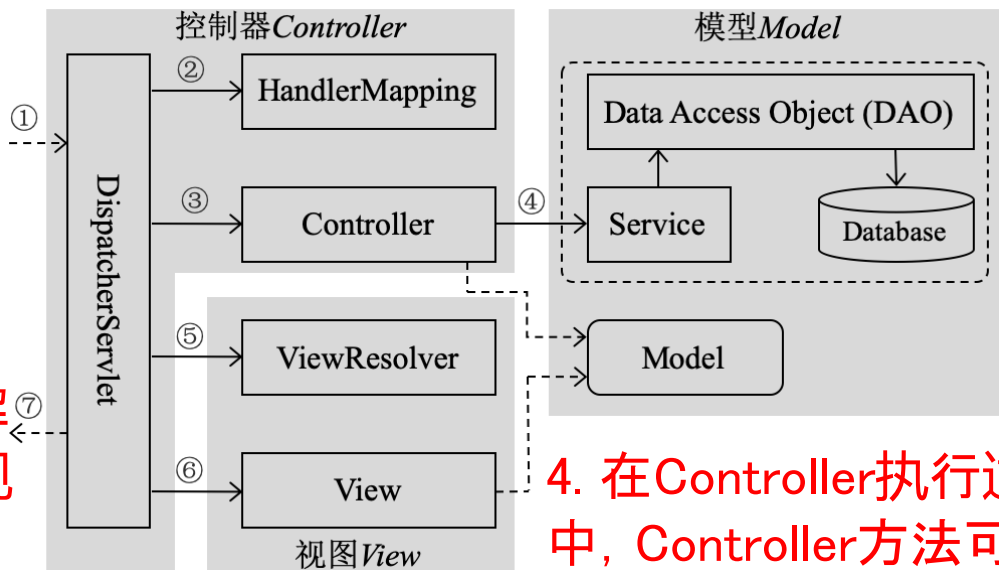 控制器Controller
模型Model
①
②
HandlerMapping
Data Access Object (DAO)
DispatcherServlet
③
Controller
④
Service
Database
⑤
ViewResolver
Model
⑦
⑥
View
视图View
4. 在Controller执行
中, Controller方法可